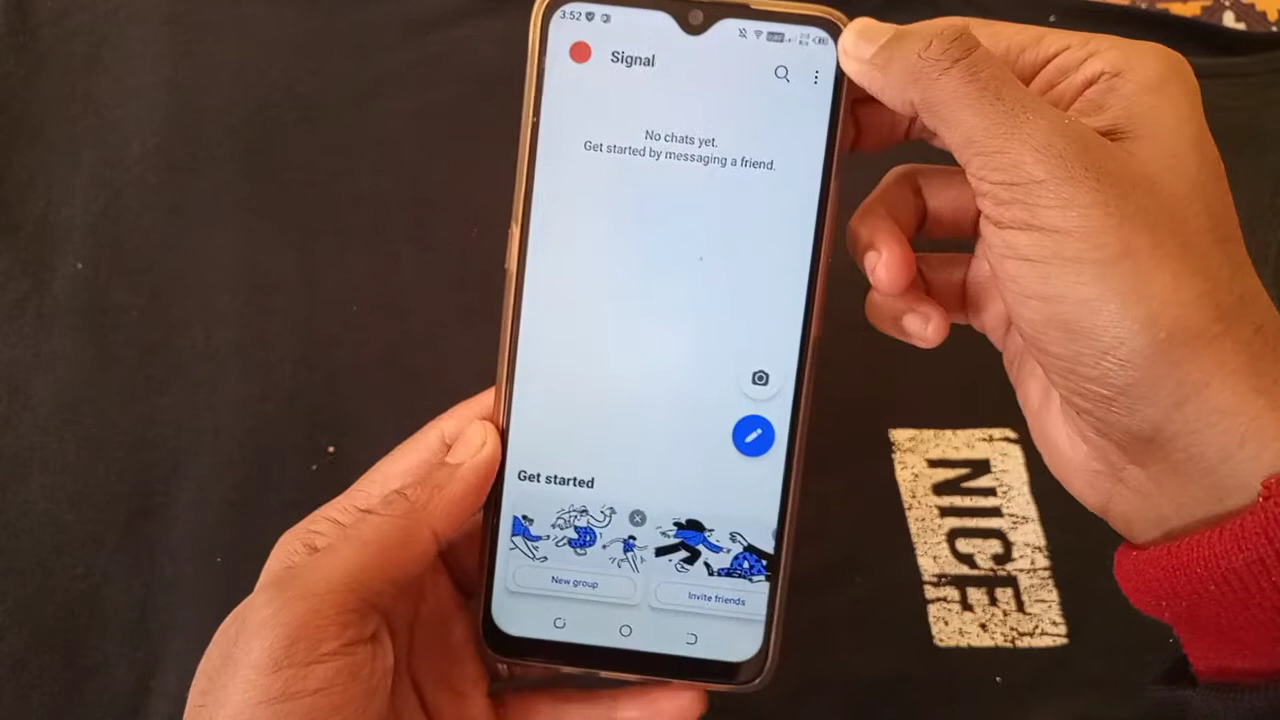 3:52
Signal
No chats yet.
Get started by messaging a friend.
Get started
New group
Invite friends
NICE